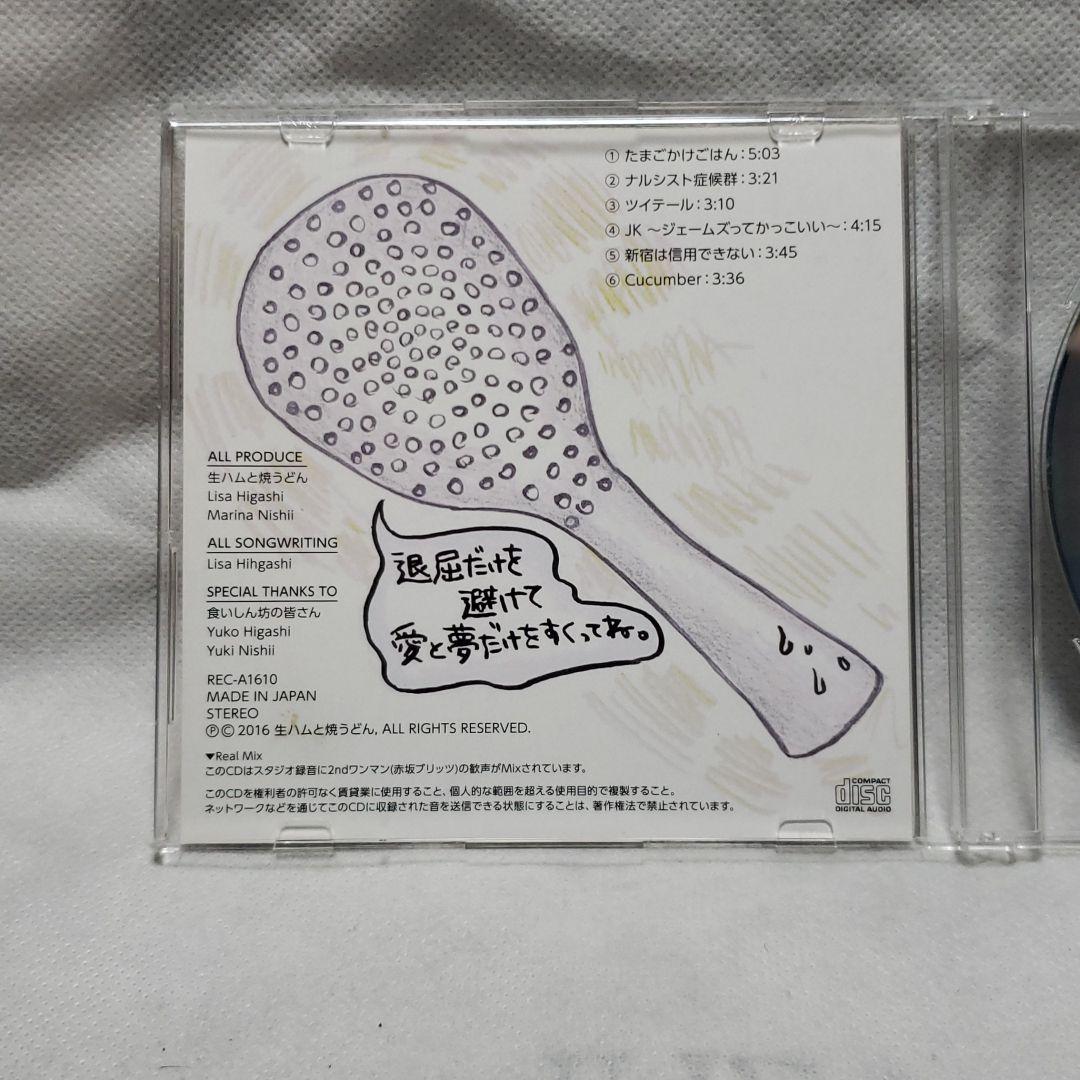 ① たまごかけごはん：5:03
② ナルシスト症候群：3:21
③ ツイテール：3:10
④ JK 〜ジェームズってかっこいい〜：4:15
⑤ 新宿は信用できない：3:45
⑥ Cucumber：3:36
ALL PRODUCE
生ハムと焼うどん
Lisa Higashi
Marina Nishii
ALL SONGWRITING
Lisa Hihgashi
SPECIAL THANKS TO
食いしん坊の皆さん
Yuko Higashi
Yuki Nishii
退屈だけを
避けて
愛と夢だけをすくってね。
REC-A1610
MADE IN JAPAN
STEREO
Ⓟ© 2016 生ハムと焼うどん, ALL RIGHTS RESERVED.
▼Real Mix
このCDはスタジオ録音に2ndワンマン(赤坂ブリッツ)の歓声がMixされています。
このCDを権利者の許可なく賃貸業に使用すること、個人的な範囲を超える使用目的で複製すること。
ネットワークなどを通じてこのCDに収録された音を送信できる状態にすることは、著作権法で禁止されています。
COMPACT
disc
DIGITAL AUDIO